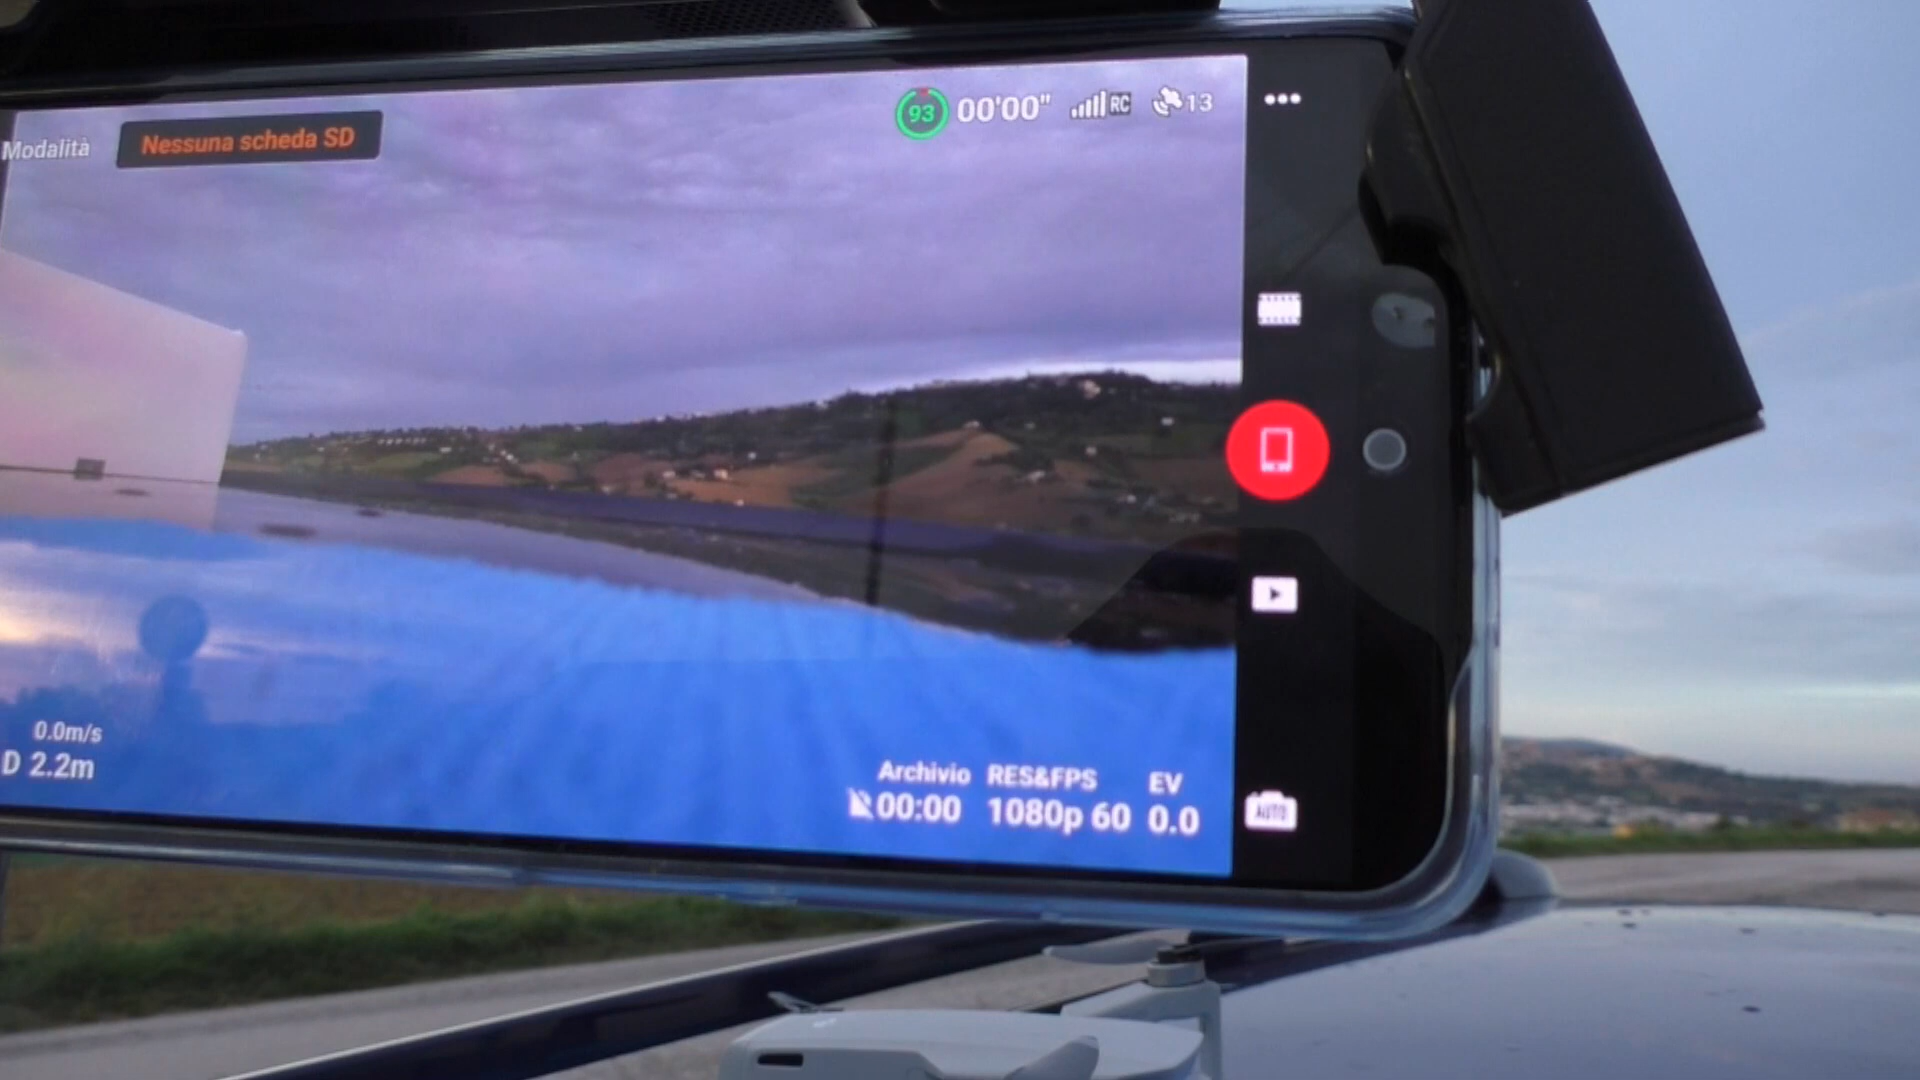 Modalità
Nessuna scheda SD
93 00'00" RC 13
0.0m/s
D 2.2m
Archivio RES&FPS EV
00:00 1080p 60 0.0
AUTO